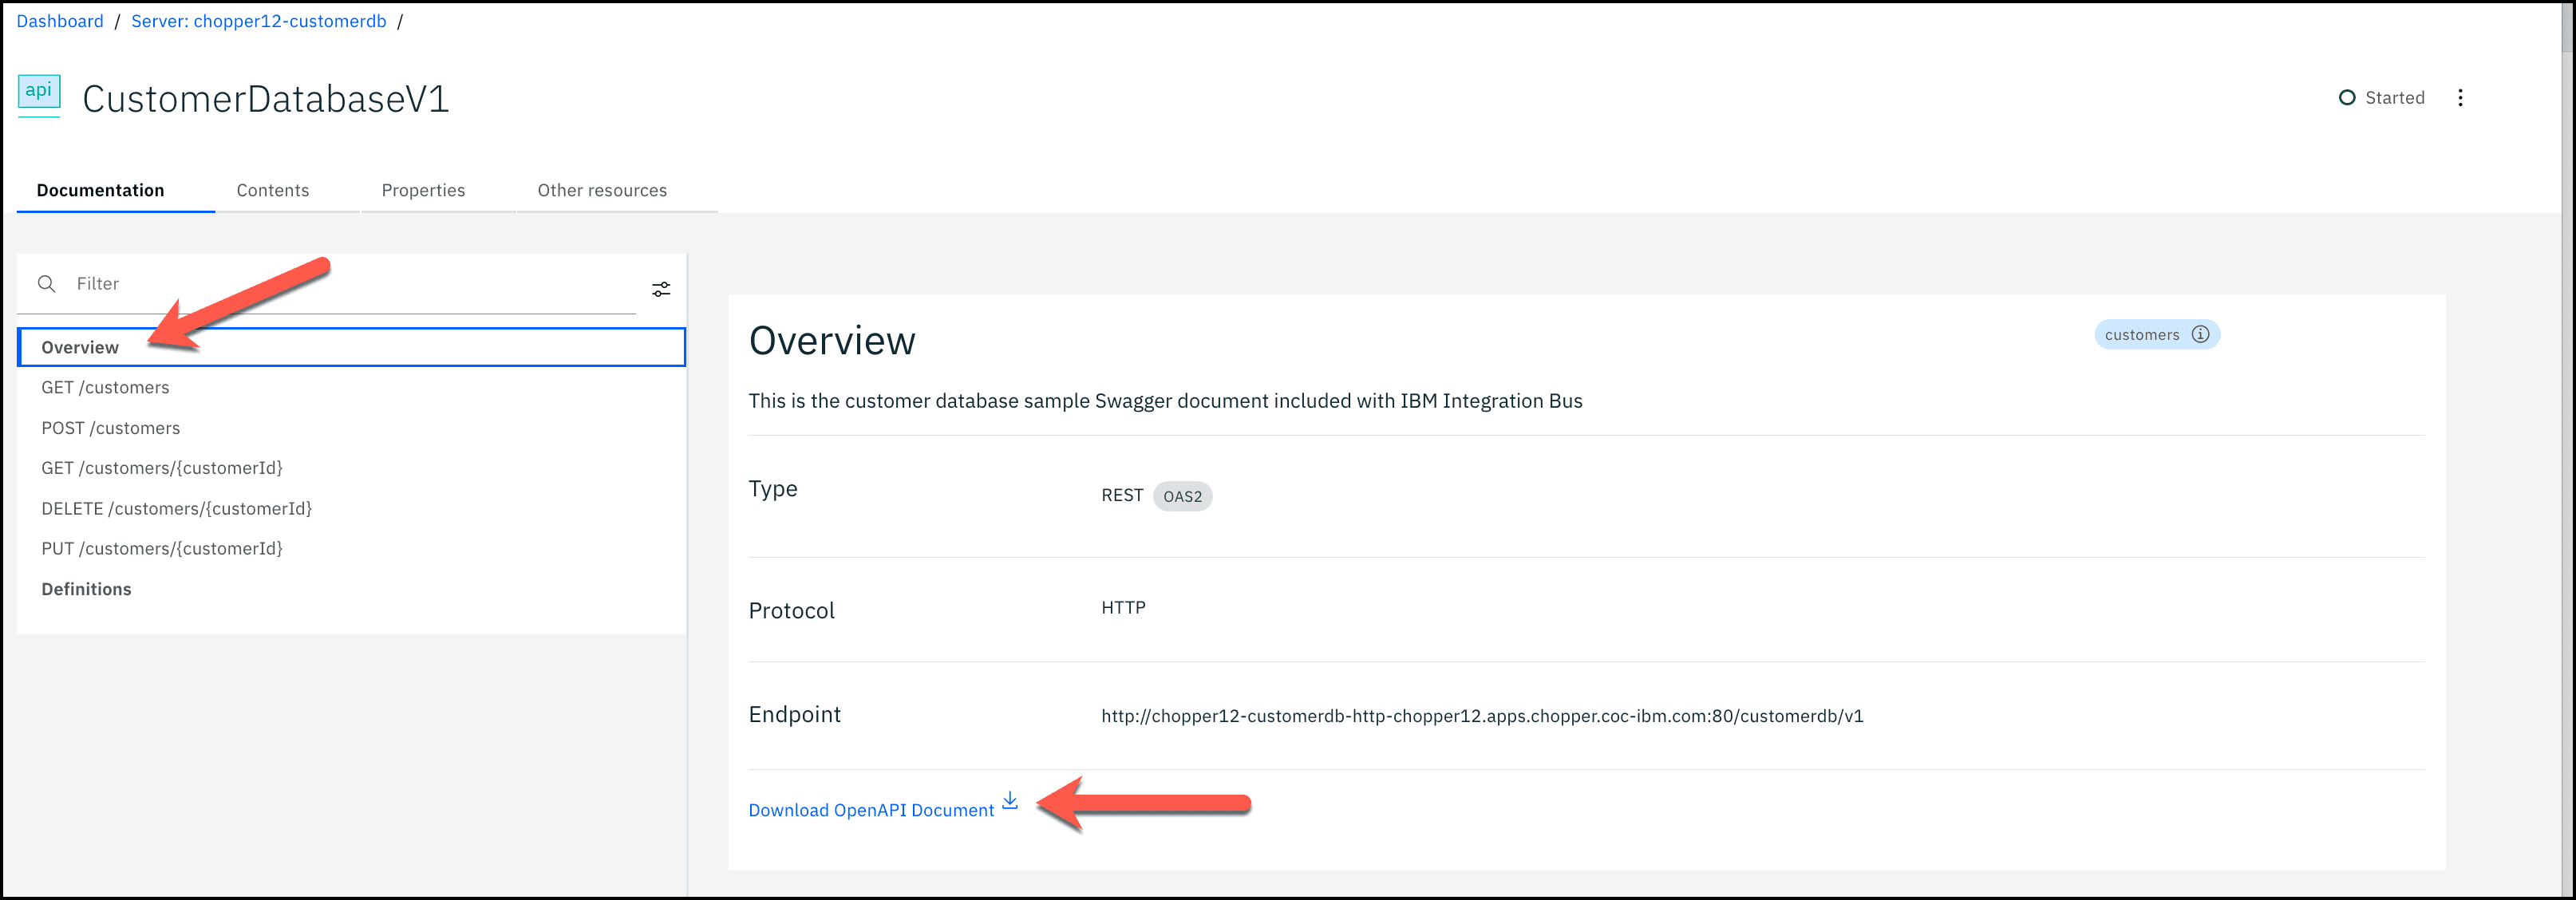 Dashboard / Server: chopper12-customerdb /
api CustomerDatabaseV1
Started
Documentation Contents Properties Other resources
Filter
Overview
GET /customers
POST /customers
GET /customers/{customerId}
DELETE /customers/{customerId}
PUT /customers/{customerId}
Definitions
Overview customers
This is the customer database sample Swagger document included with IBM Integration Bus
Type REST OAS2
Protocol HTTP
Endpoint http://chopper12-customerdb-http-chopper12.apps.chopper.coc-ibm.com:80/customerdb/v1
Download OpenAPI Document